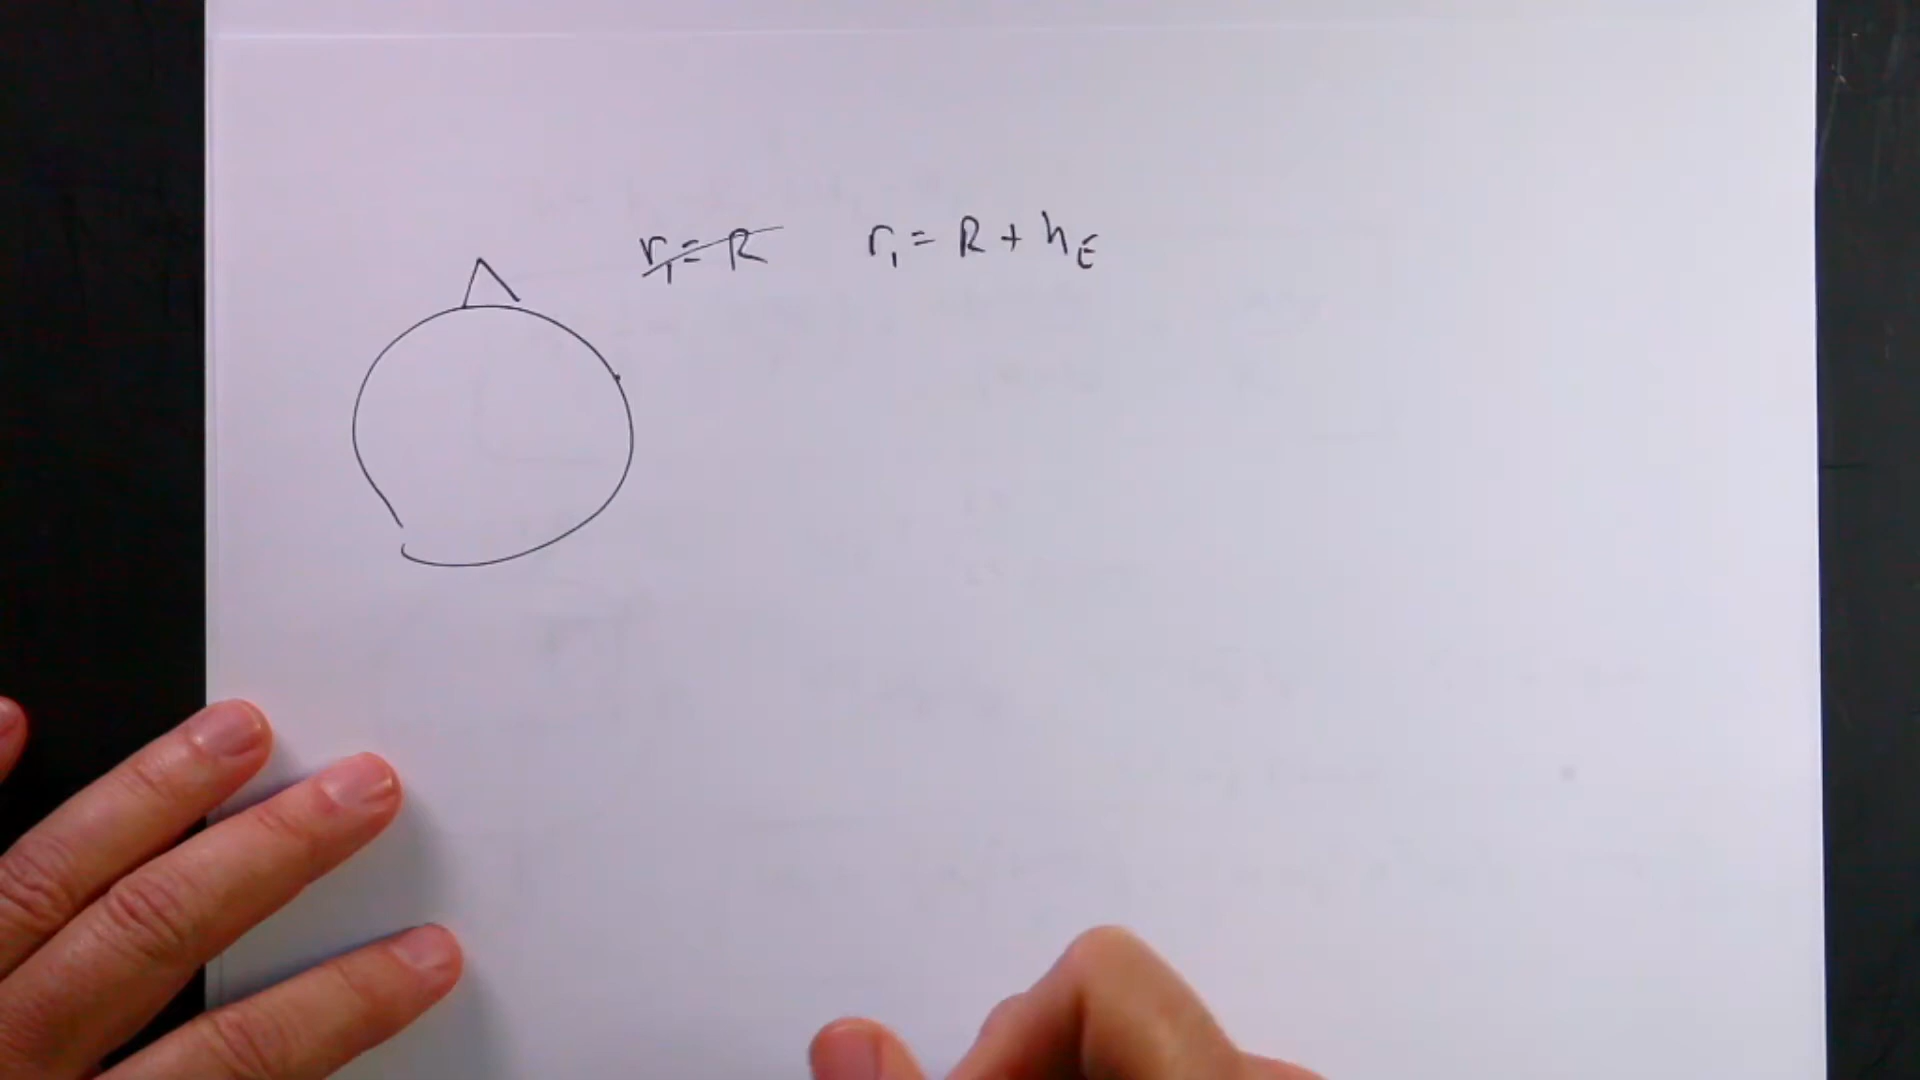 r₁ = R r₁ = R + h_E